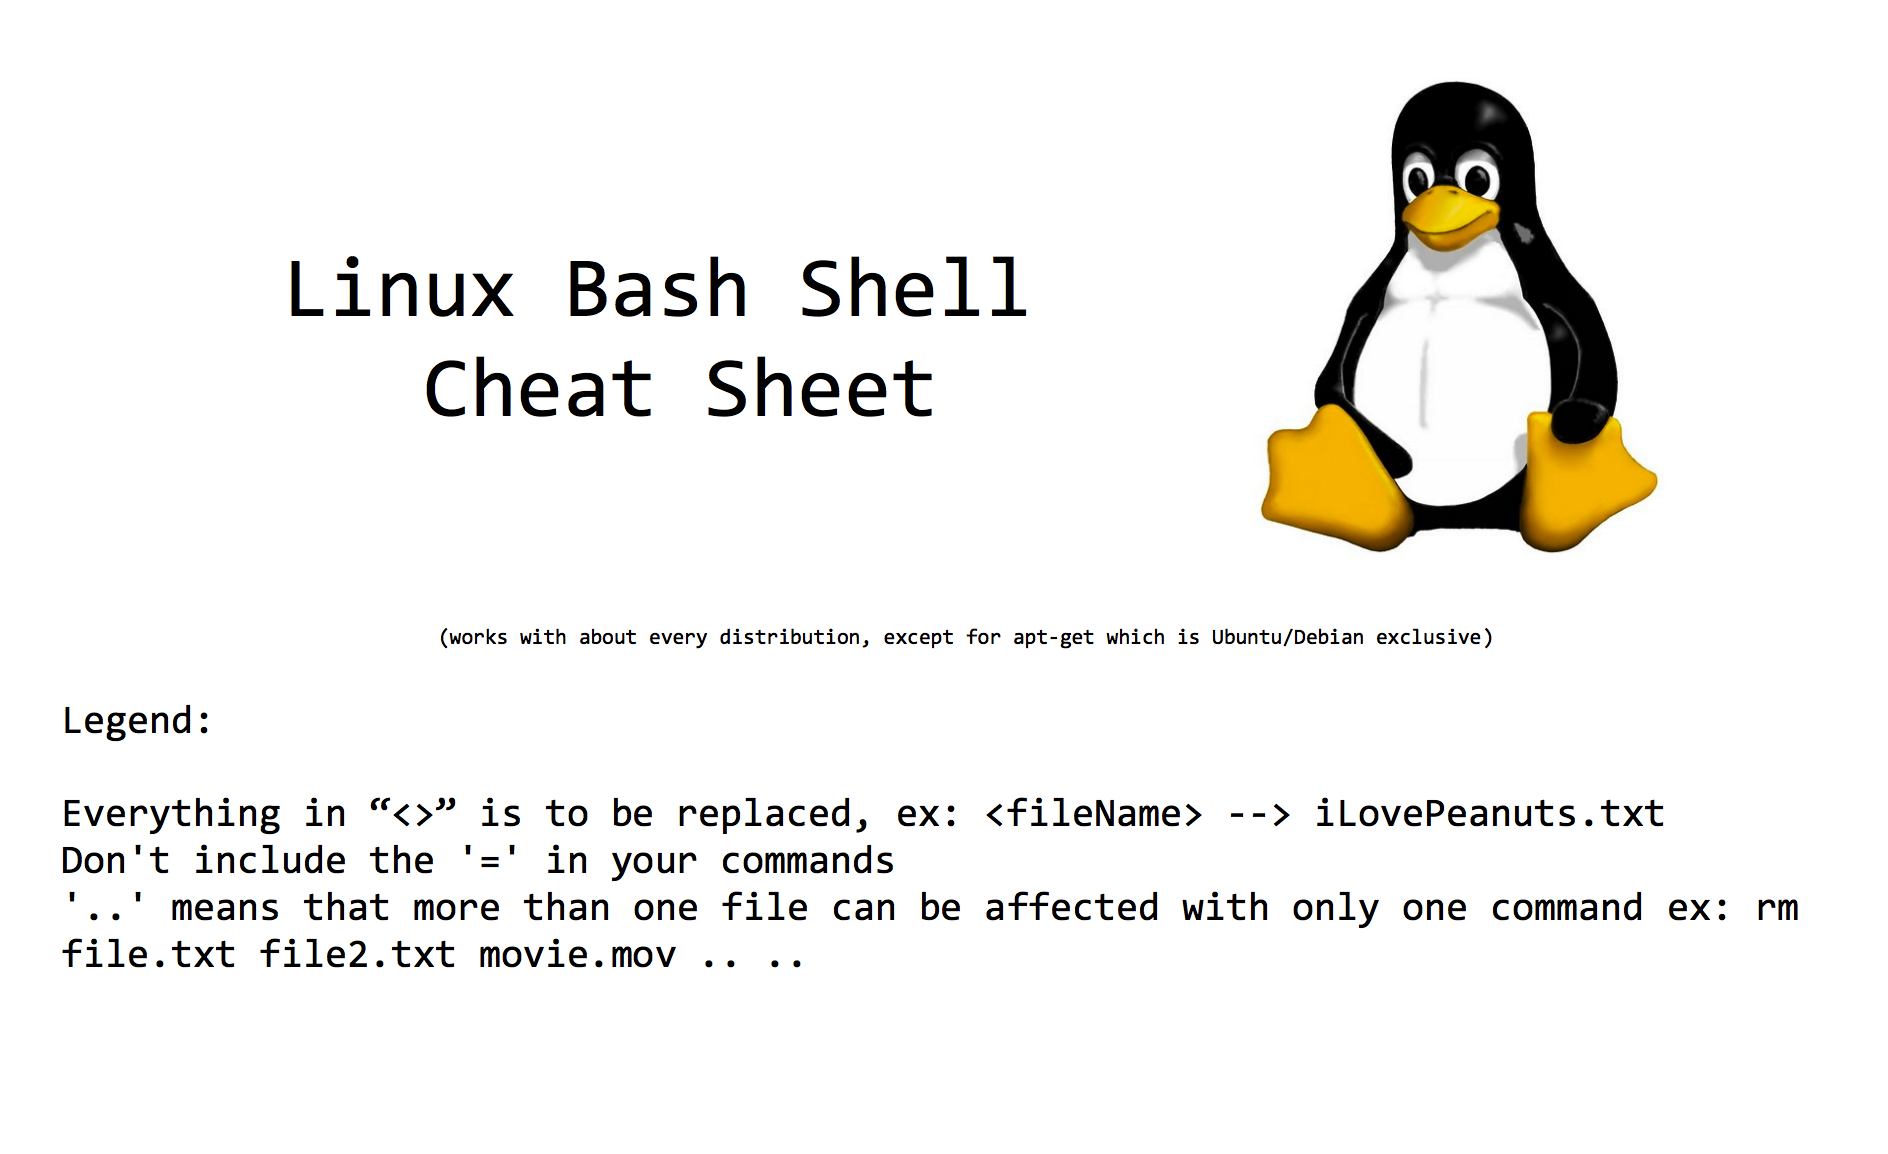 Linux Bash Shell
Cheat Sheet
(works with about every distribution, except for apt-get which is Ubuntu/Debian exclusive)
Legend:
Everything in “<>” is to be replaced, ex: <fileName> --> iLovePeanuts.txt
Don't include the '=' in your commands
'..' means that more than one file can be affected with only one command ex: rm
file.txt file2.txt movie.mov .. ..